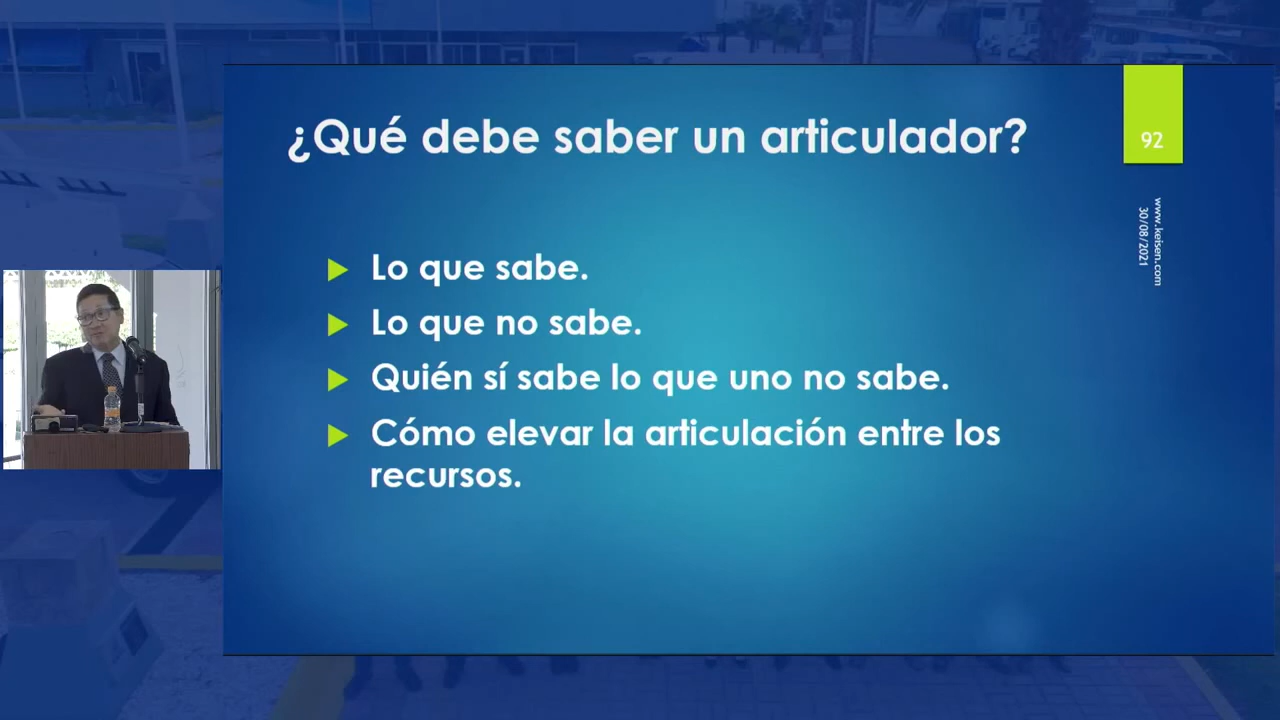 ¿Qué debe saber un articulador?
92
www.keisen.com
30/08/2021
Lo que sabe.
Lo que no sabe.
Quién sí sabe lo que uno no sabe.
Cómo elevar la articulación entre los
recursos.